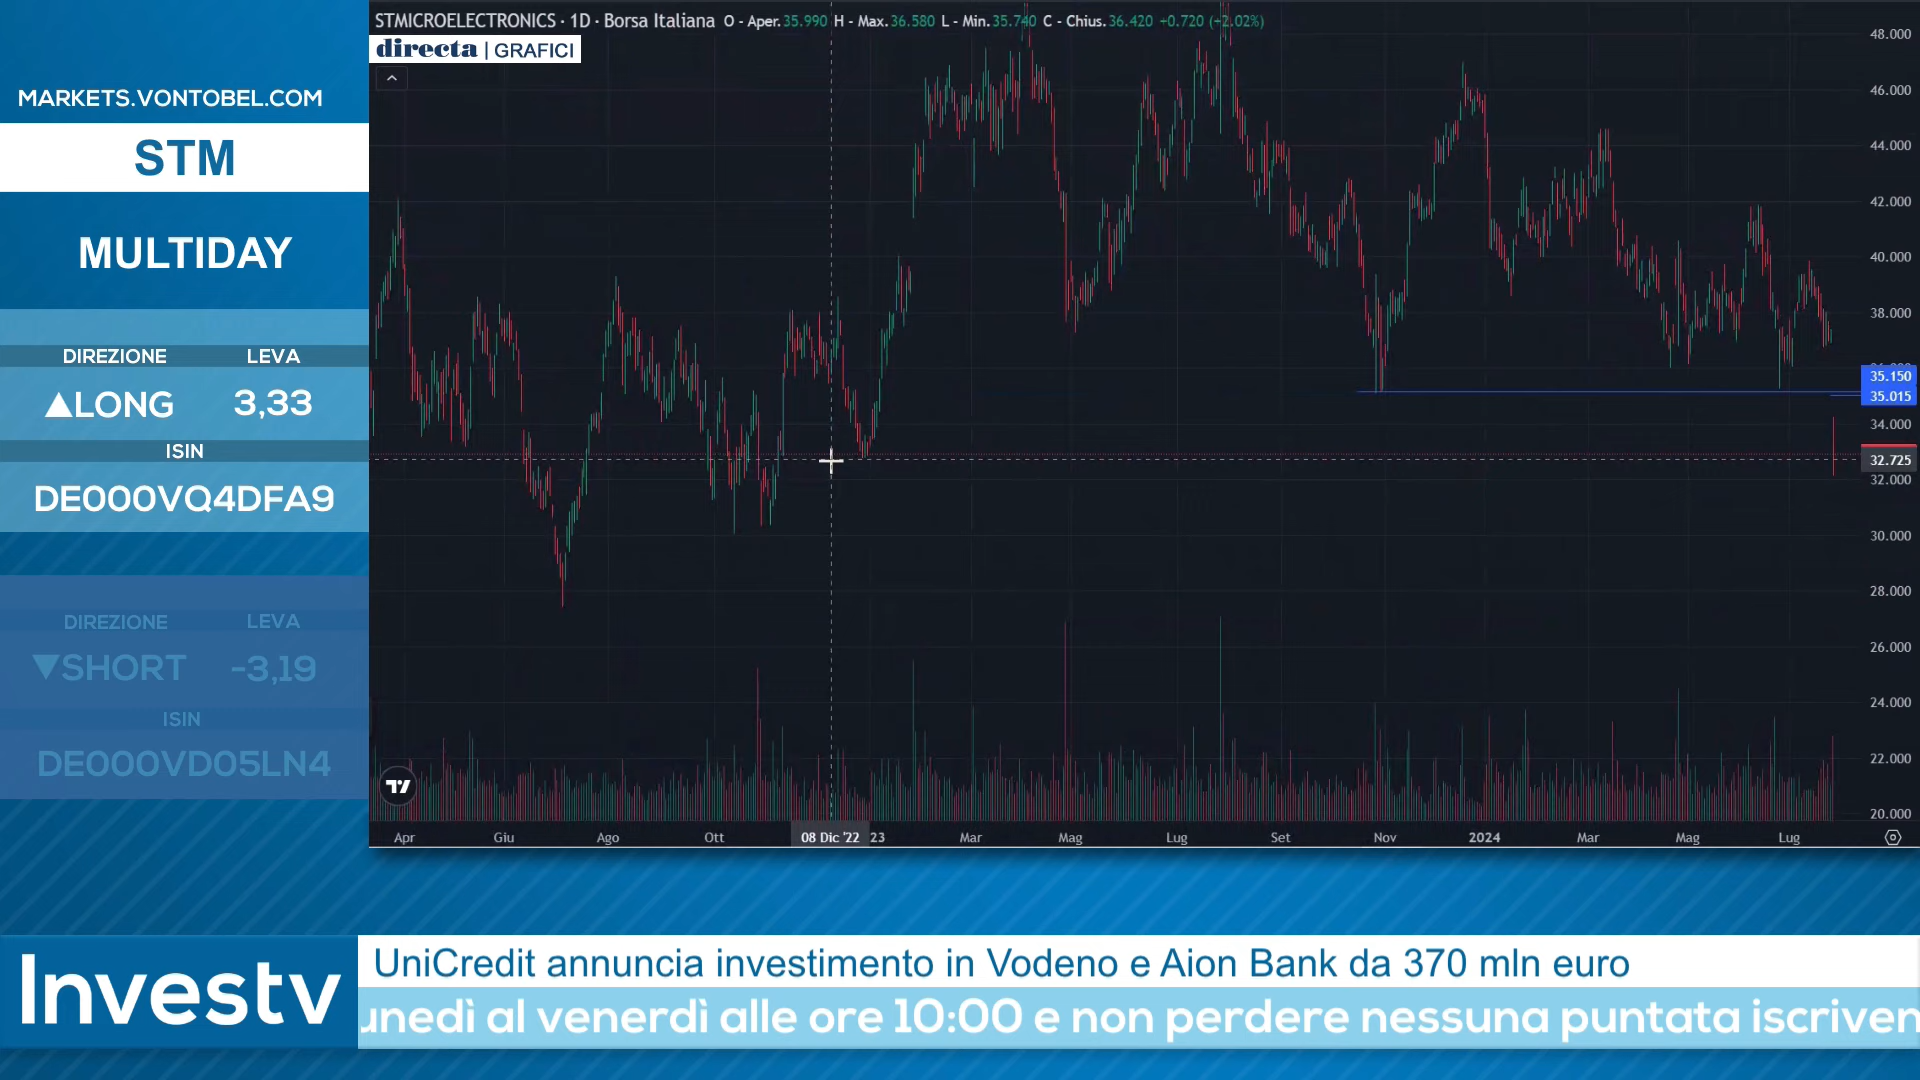 MARKETS.VONTOBEL.COM
STM
MULTIDAY
DIREZIONE LEVA
▲LONG 3,33
ISIN
DE000VQ4DFA9
DIREZIONE LEVA
▼SHORT -3,19
ISIN
DE000VD05LN4
STMICROELECTRONICS · 1D · Borsa Italiana O - Aper.35.990 H - Max.36.580 L - Min.35.740 C - Chius.36.420 +0.720 (+2.02%)
directa | GRAFICI
48.000
46.000
44.000
42.000
40.000
38.000
35.150
35.015
34.000
32.725
32.000
30.000
28.000
26.000
24.000
22.000
20.000
Apr Giu Ago Ott 08 Dic '22 23 Mar Mag Lug Set Nov 2024 Mar Mag Lug
Investv
UniCredit annuncia investimento in Vodeno e Aion Bank da 370 mln euro
unedì al venerdì alle ore 10:00 e non perdere nessuna puntata iscriven